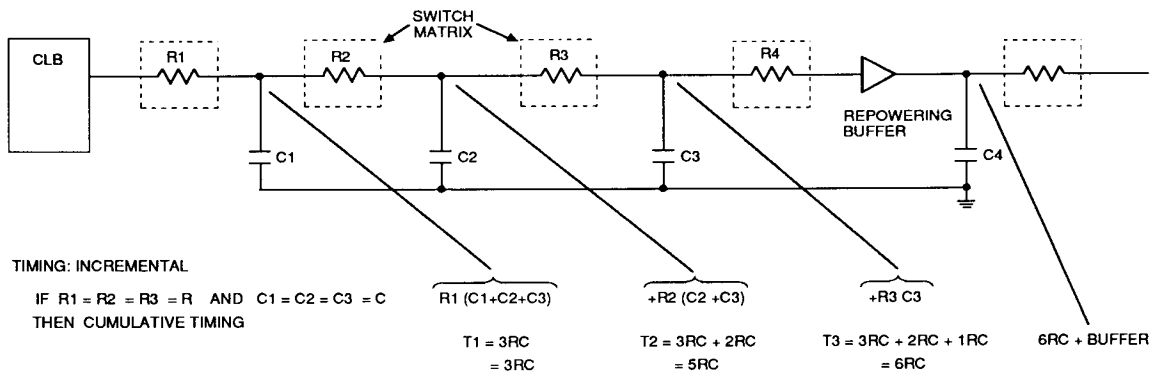 SWITCH
MATRIX
CLB
R1
R2
R3
R4
REPOWERING
BUFFER
C1
C2
C3
C4
TIMING: INCREMENTAL
R1 (C1+C2+C3)
+R2 (C2 +C3)
+R3 C3
IF R1 = R2 = R3 = R AND C1 = C2 = C3 = C
THEN CUMULATIVE TIMING
T1 = 3RC
= 3RC
T2 = 3RC + 2RC
= 5RC
T3 = 3RC + 2RC + 1RC
= 6RC
6RC + BUFFER